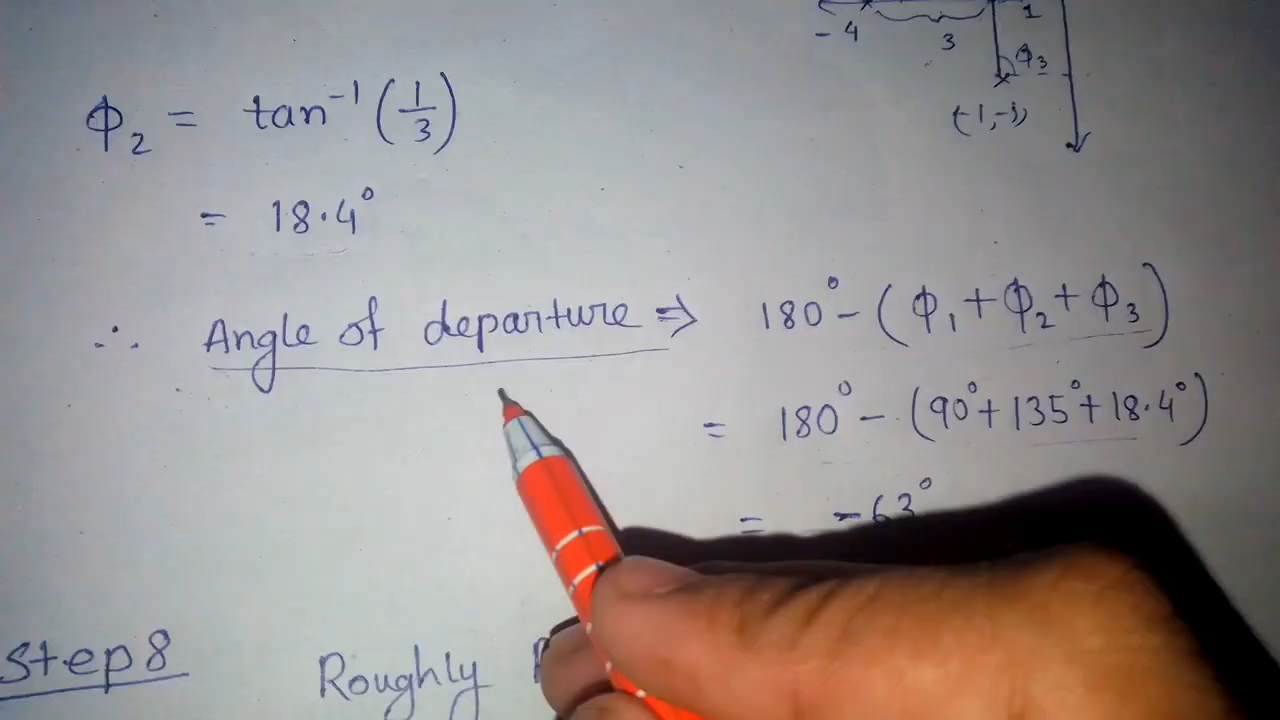 -4
3
1
ϕ3
(-1,-1)
ϕ2 = tan⁻¹(1/3)
= 18.4°
∴ Angle of departure ⇒ 180° - (ϕ1 + ϕ2 + ϕ3)
= 180° - (90° + 135° + 18.4°)
= -63°
Step 8 Roughly